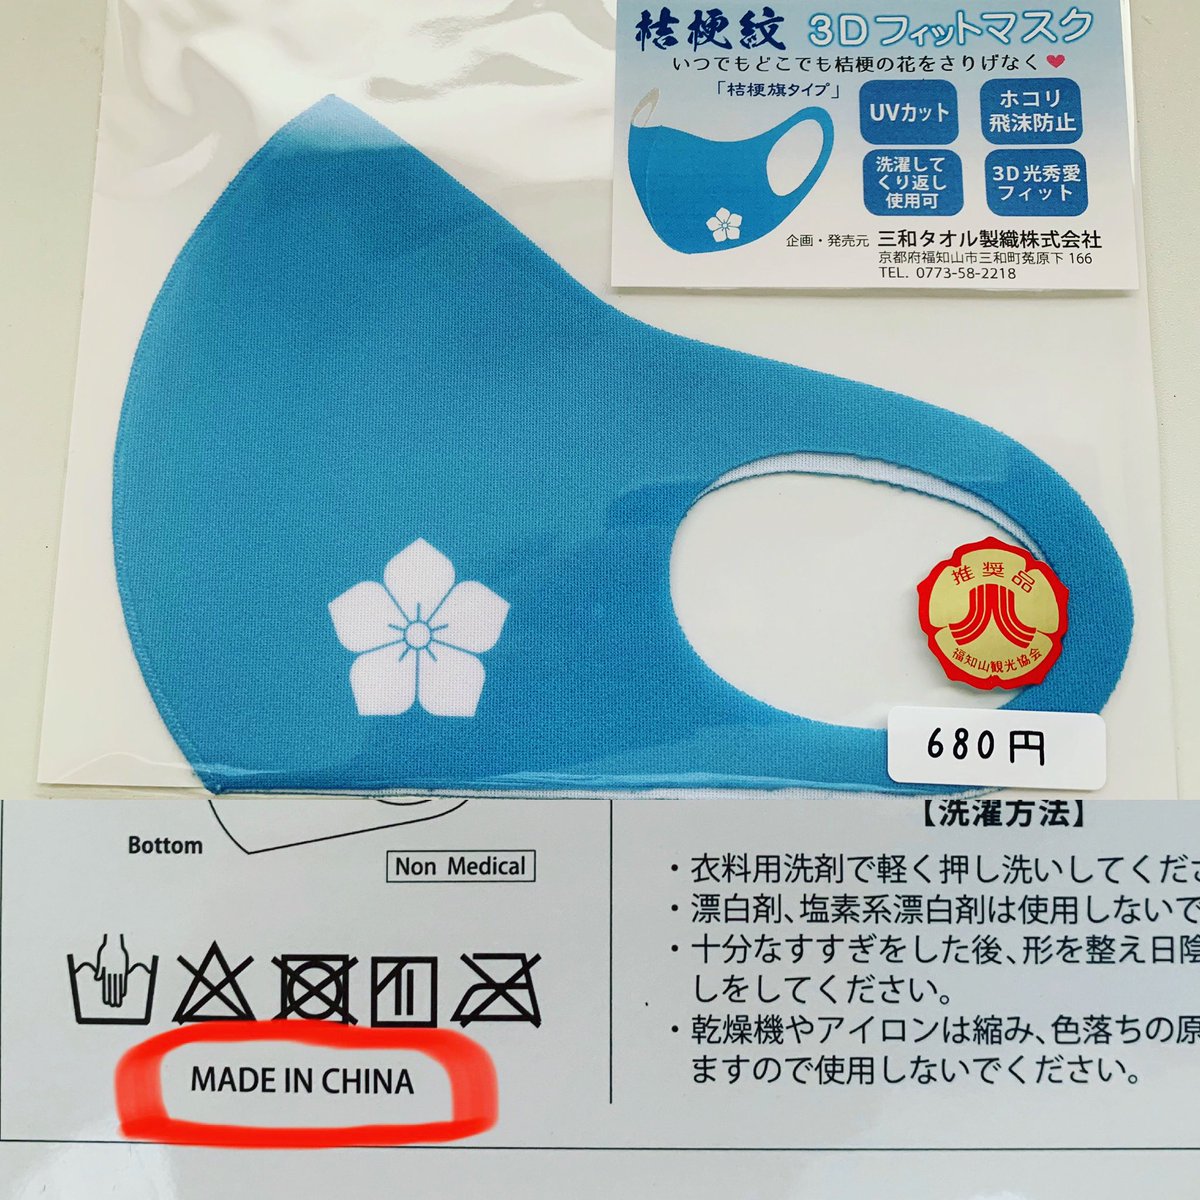 桔梗紋 3Dフィットマスク
いつでもどこでも桔梗の花をさりげなく♥
「桔梗旗タイプ」
UVカット
ホコリ
飛沫防止
洗濯して
くり返し
使用可
3D光秀愛
フィット
企画・発売元 三和タオル製織株式会社
京都府福知山市三和町菟原下166
TEL. 0773-58-2218
推奨品
福知山観光協会
680円
Bottom
Non Medical
MADE IN CHINA
【洗濯方法】
・衣料用洗剤で軽く押し洗いしてくださ
・漂白剤、塩素系漂白剤は使用しないで
・十分なすすぎをした後、形を整え日陰
しをしてください。
・乾燥機やアイロンは縮み、色落ちの原
ますので使用しないでください。